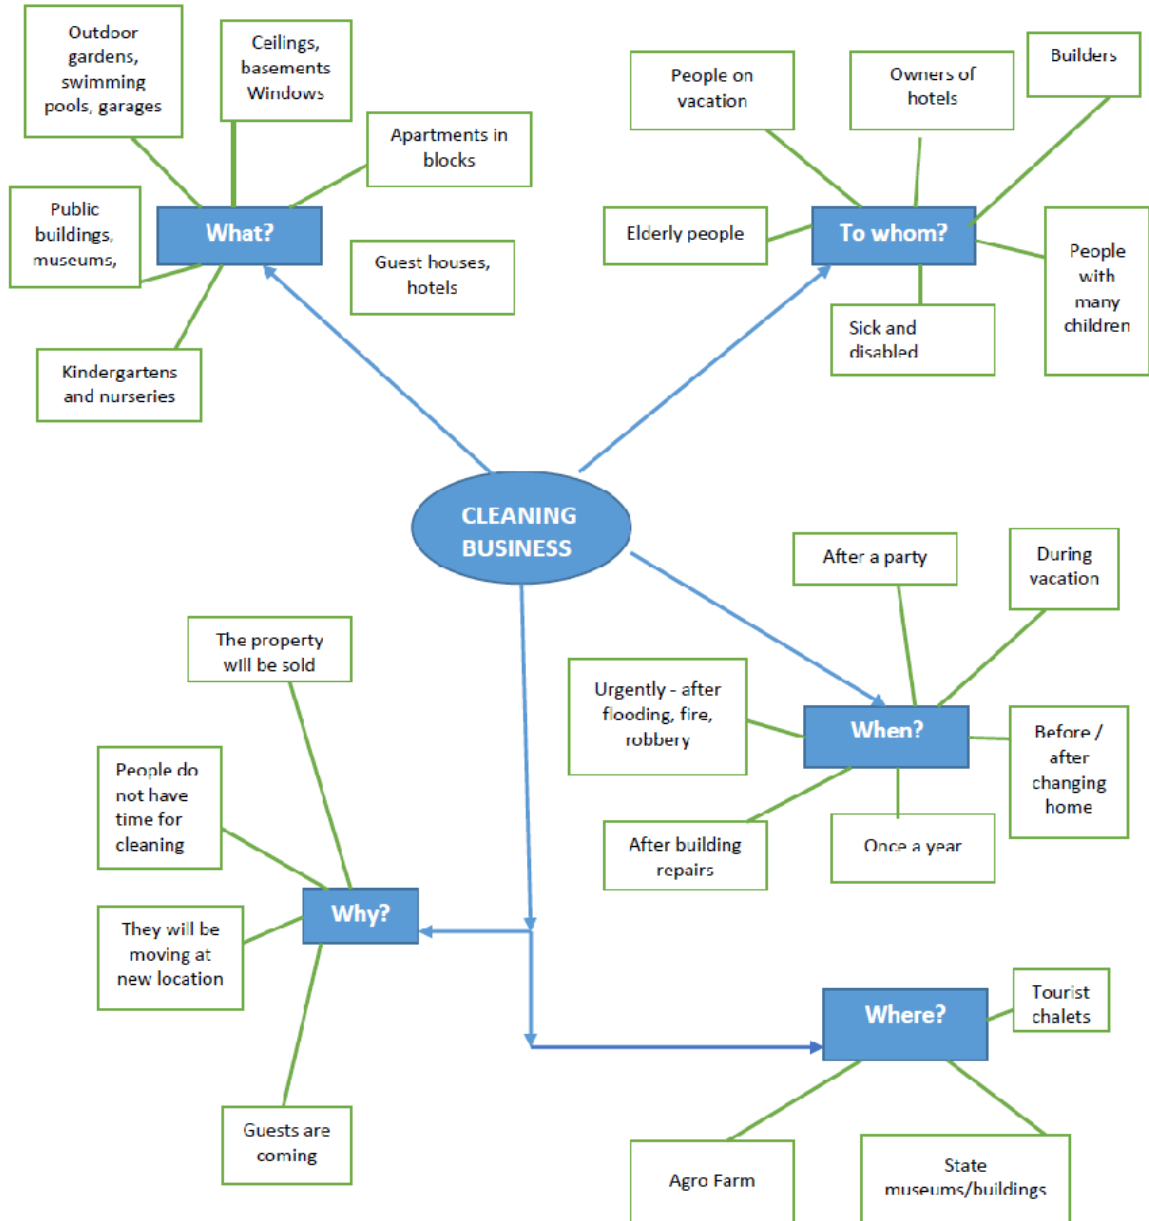 Outdoor
gardens,
swimming
pools, garages
Ceilings,
basements
Windows
Apartments in
blocks
Public
buildings,
museums,
What?
Guest houses,
hotels
Kindergartens
and nurseries
People on
vacation
Owners of
hotels
Builders
Elderly people
To whom?
People
with
many
children
Sick and
disabled
CLEANING
BUSINESS
After a party
During
vacation
Urgently - after
flooding, fire,
robbery
When?
Before /
after
changing
home
After building
repairs
Once a year
The property
will be sold
People do
not have
time for
cleaning
Why?
They will be
moving at
new location
Guests are
coming
Where?
Tourist
chalets
Agro Farm
State
museums/buildings